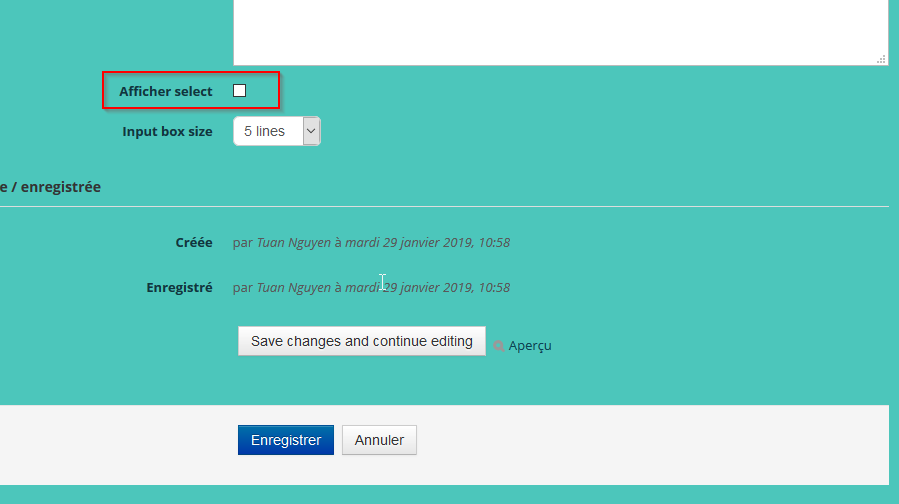 Afficher select
Input box size 5 lines
e / enregistrée
Créée par Tuan Nguyen à mardi 29 janvier 2019, 10:58
Enregistré par Tuan Nguyen à mardi 29 janvier 2019, 10:58
Save changes and continue editing Aperçu
Enregistrer Annuler